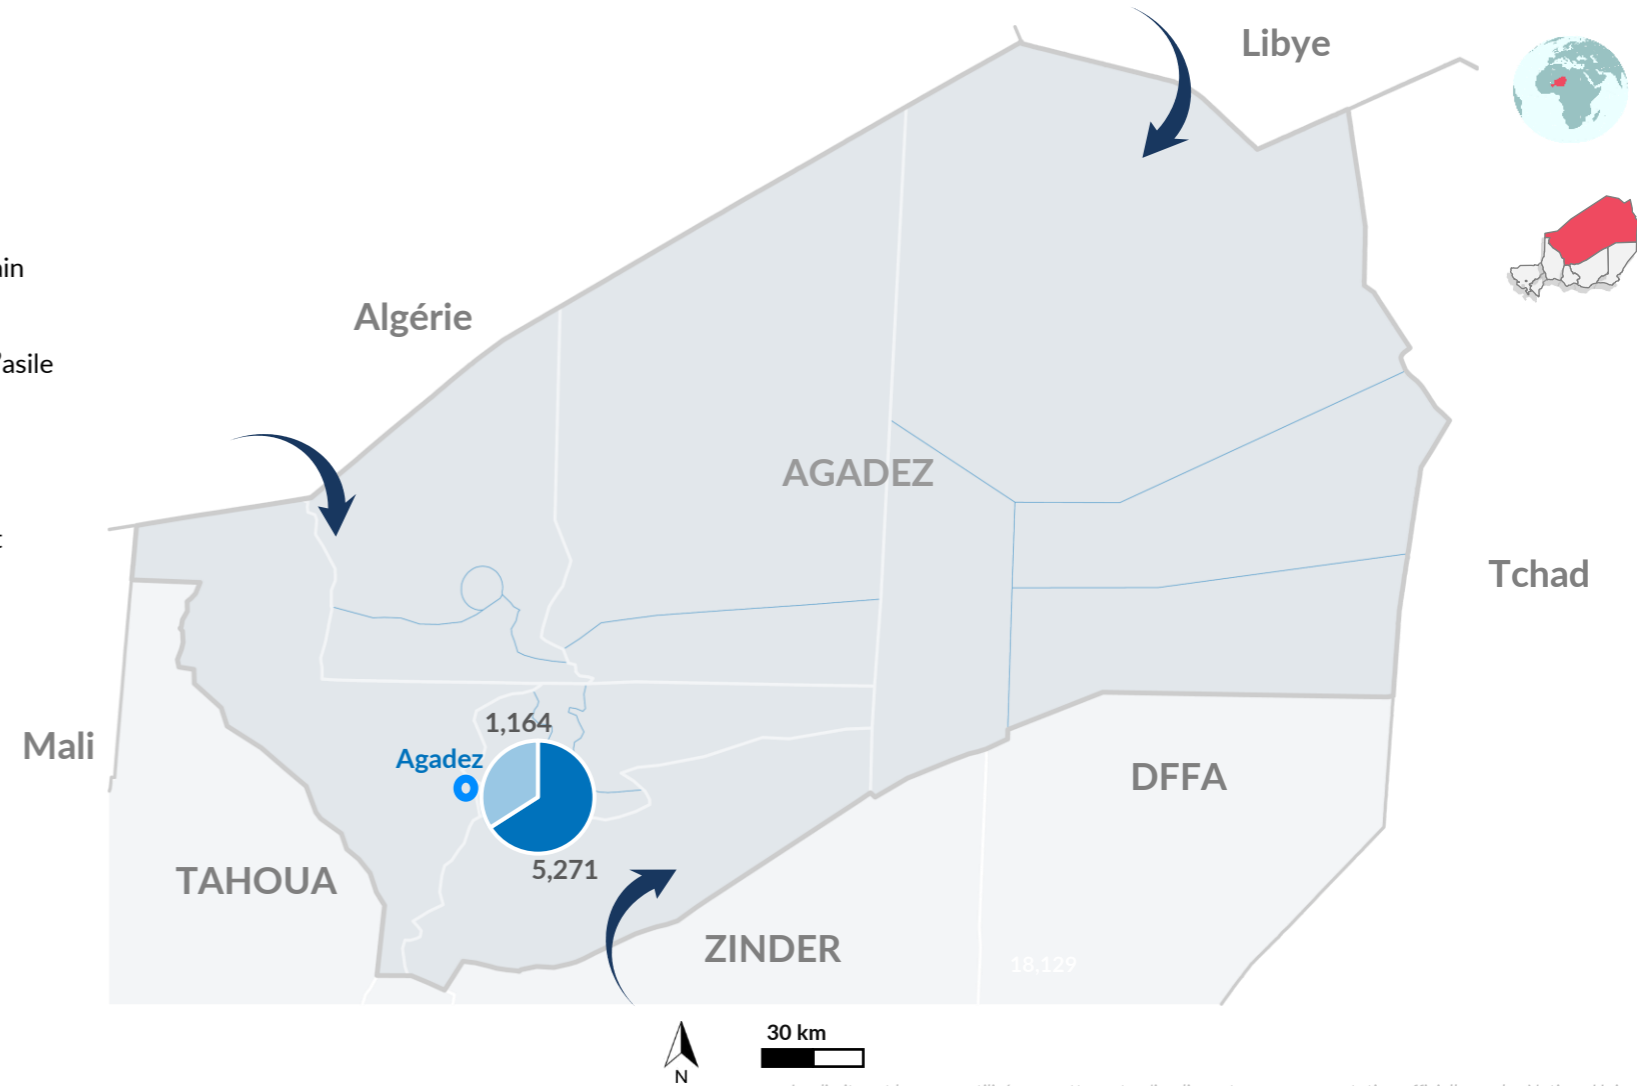 Libye
in
Algérie
'asile
AGADEZ
Tchad
1,164
Mali
Agadez
DFFA
5,271
TAHOUA
ZINDER
18,129
30 km
N